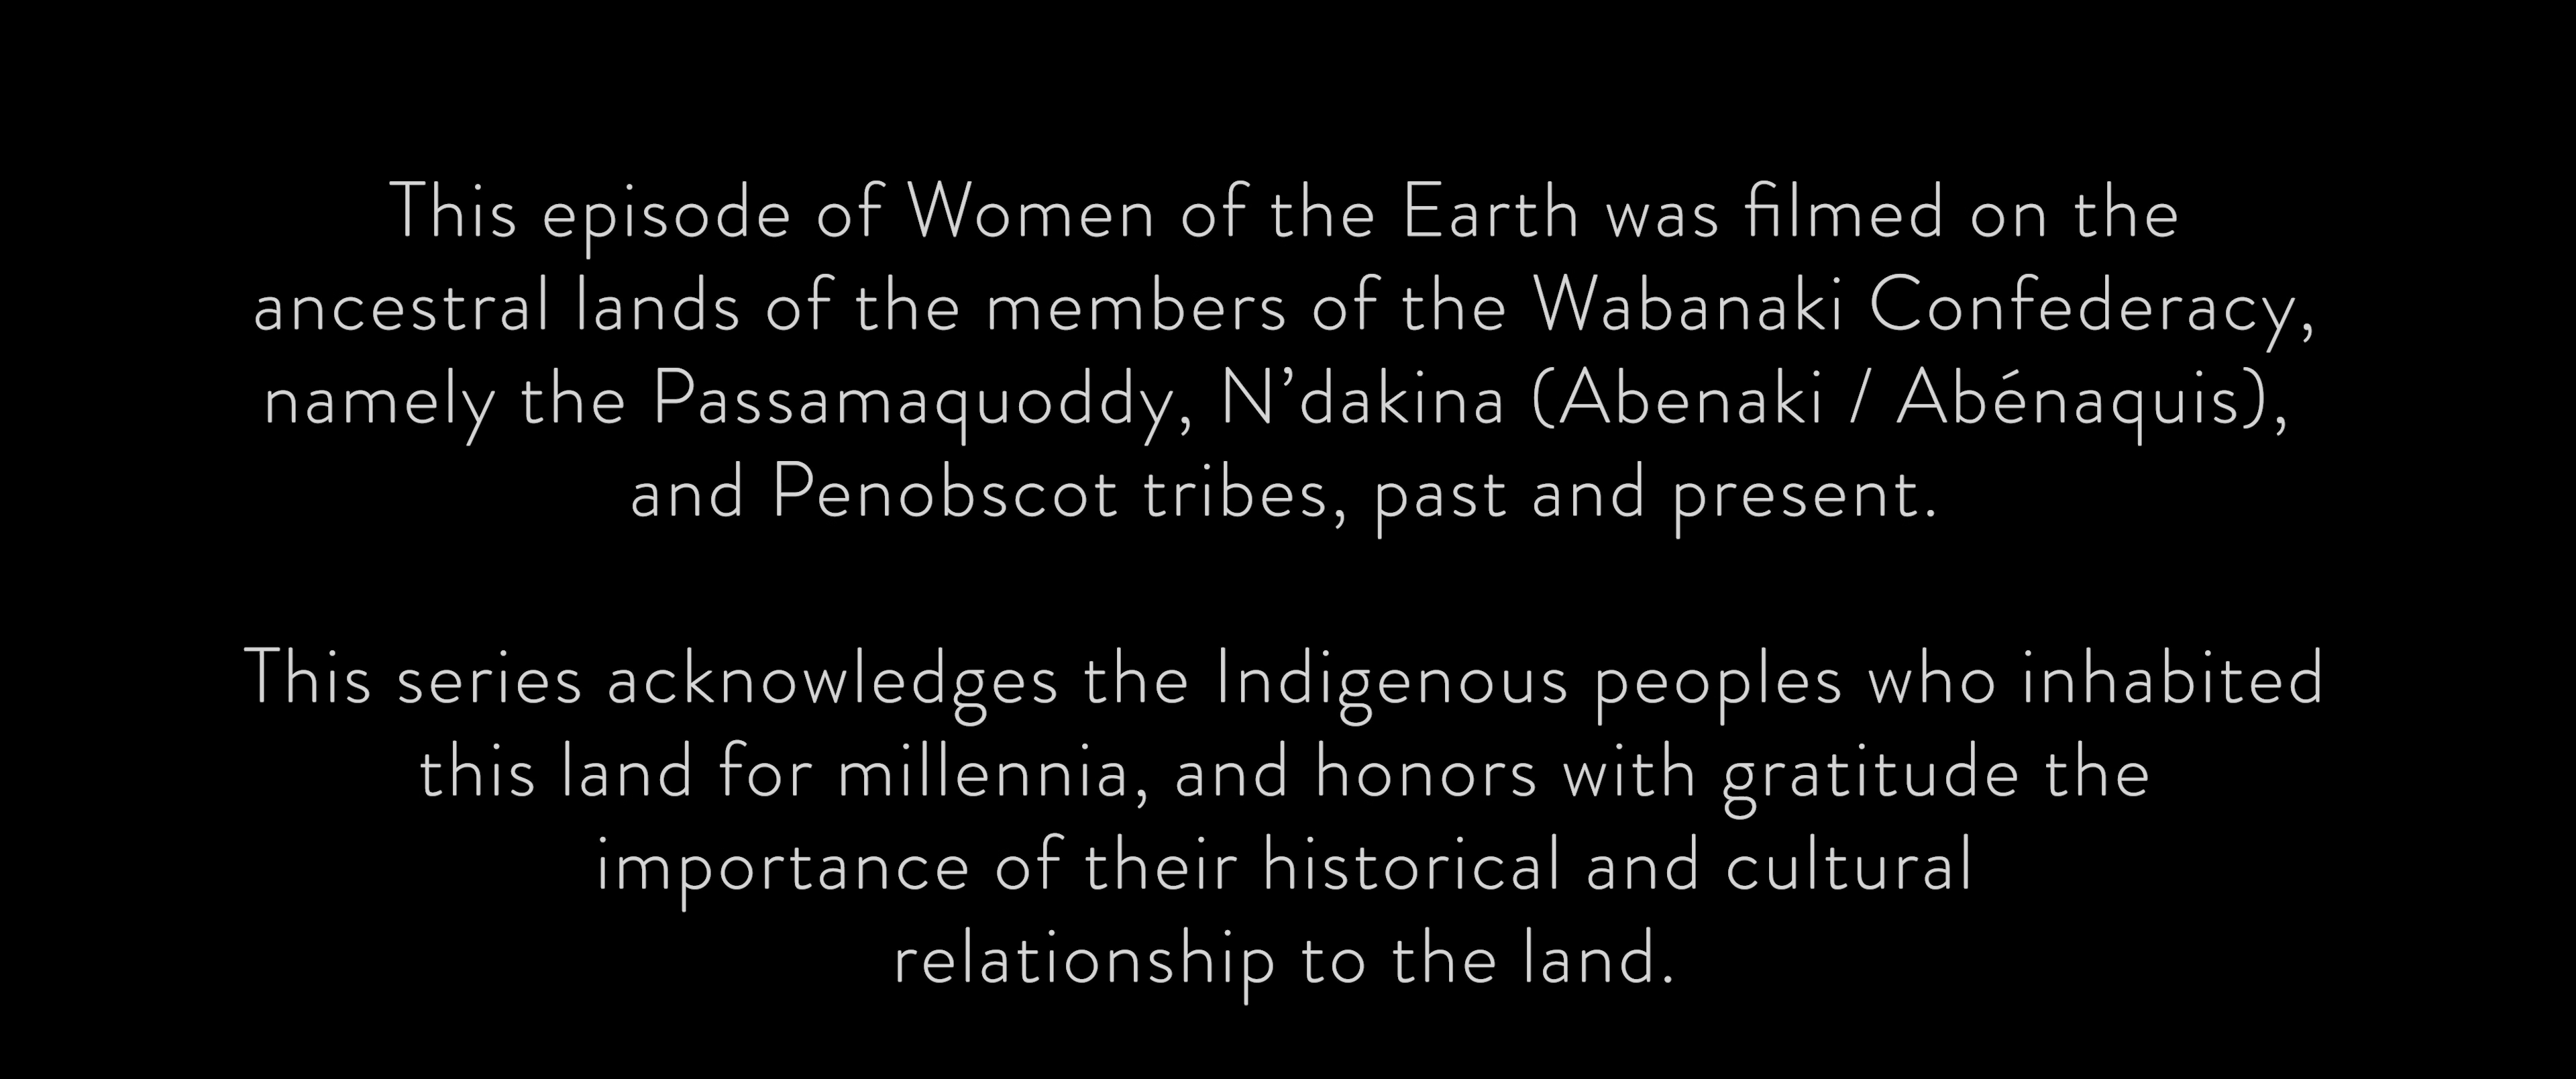 This episode of Women of the Earth was filmed on the
ancestral lands of the members of the Wabanaki Confederacy,
namely the Passamaquoddy, N’dakina (Abenaki / Abénaquis),
and Penobscot tribes, past and present.
This series acknowledges the Indigenous peoples who inhabited
this land for millennia, and honors with gratitude the
importance of their historical and cultural
relationship to the land.